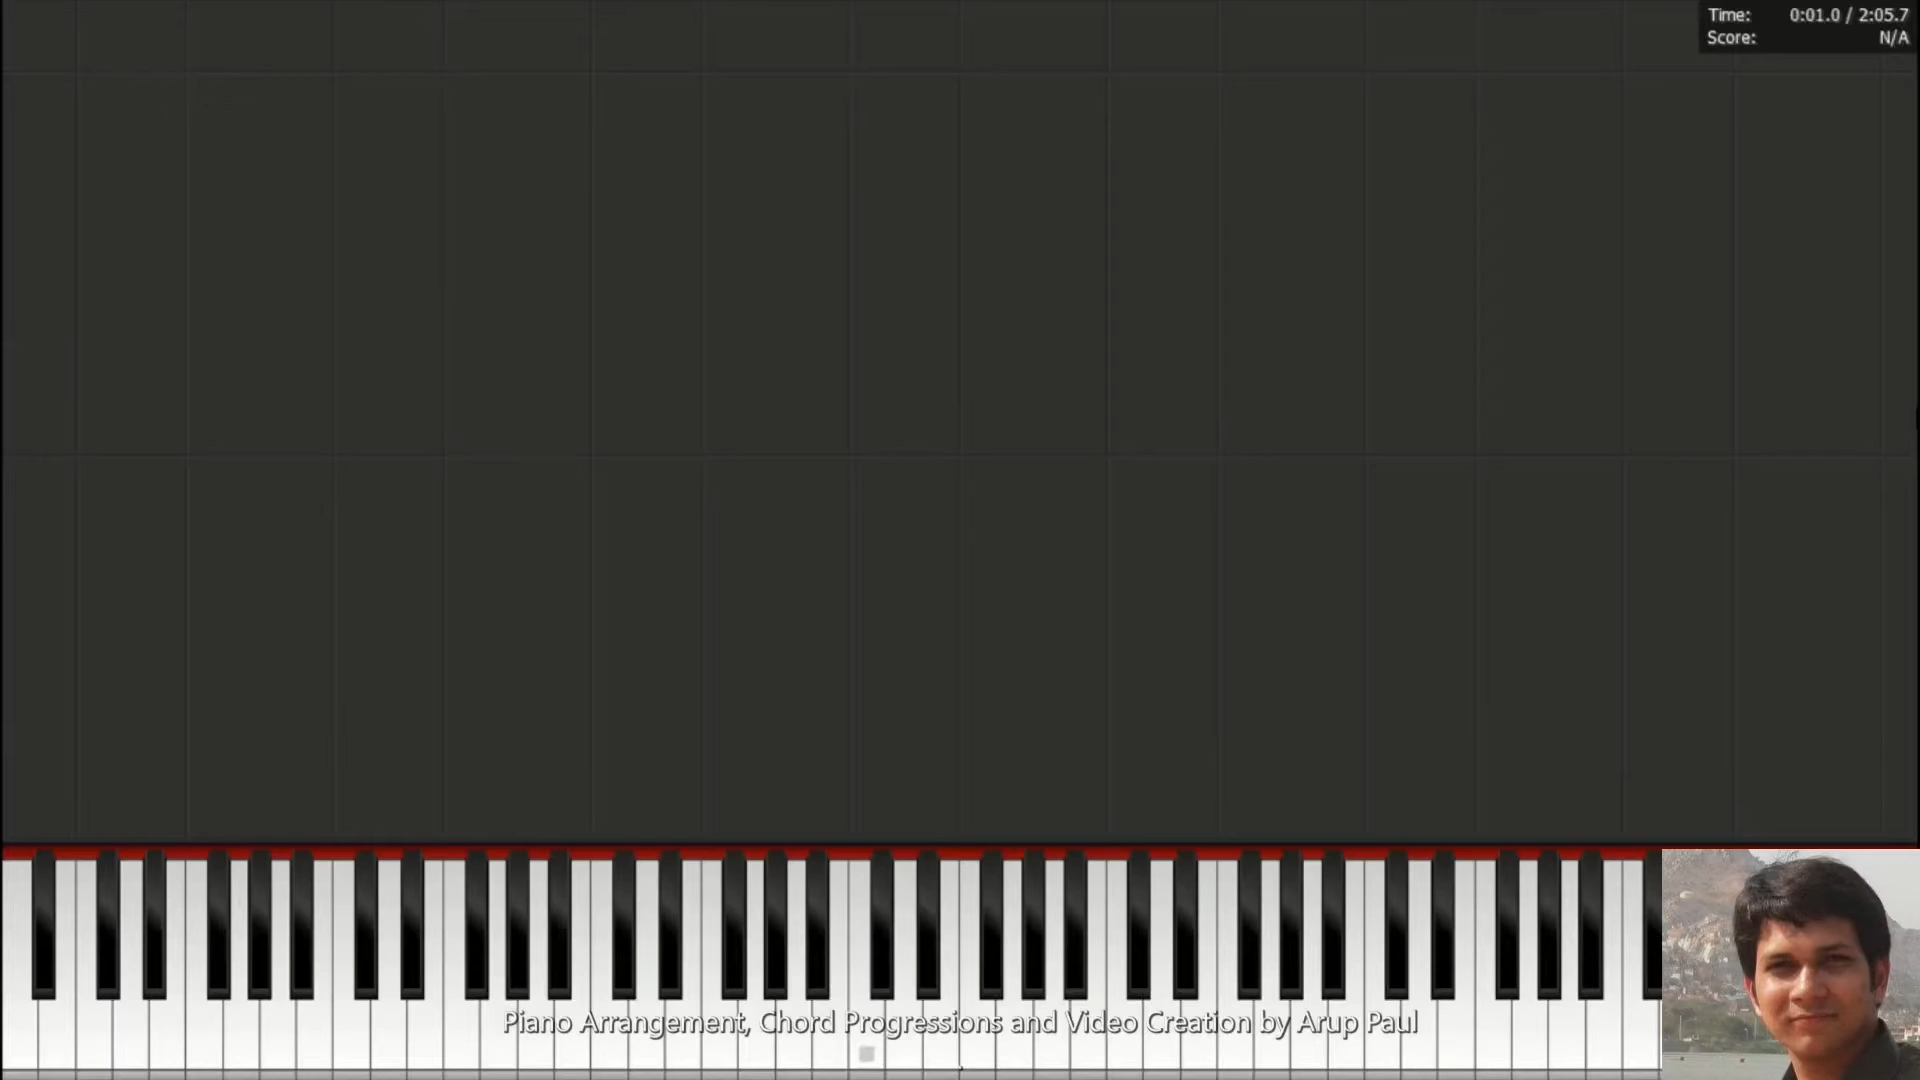 Time: 0:01.0 / 2:05.7
Score: N/A
Piano Arrangement, Chord Progressions and Video Creation by Arup Paul